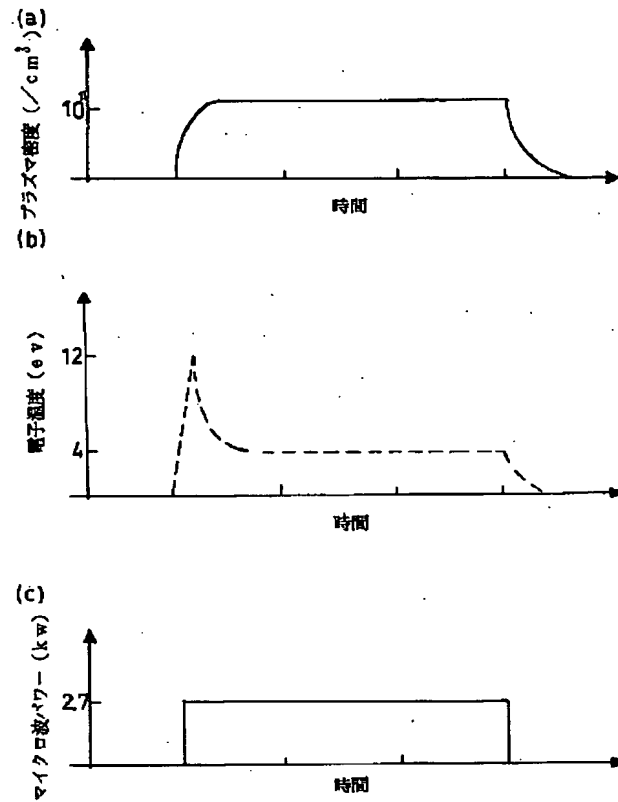 (a)
プラズマ密度 (/cm³)
時間
(b)
電子温度 (eV)
12
4
時間
(c)
マイクロ波パワー (kw)
2.7
時間